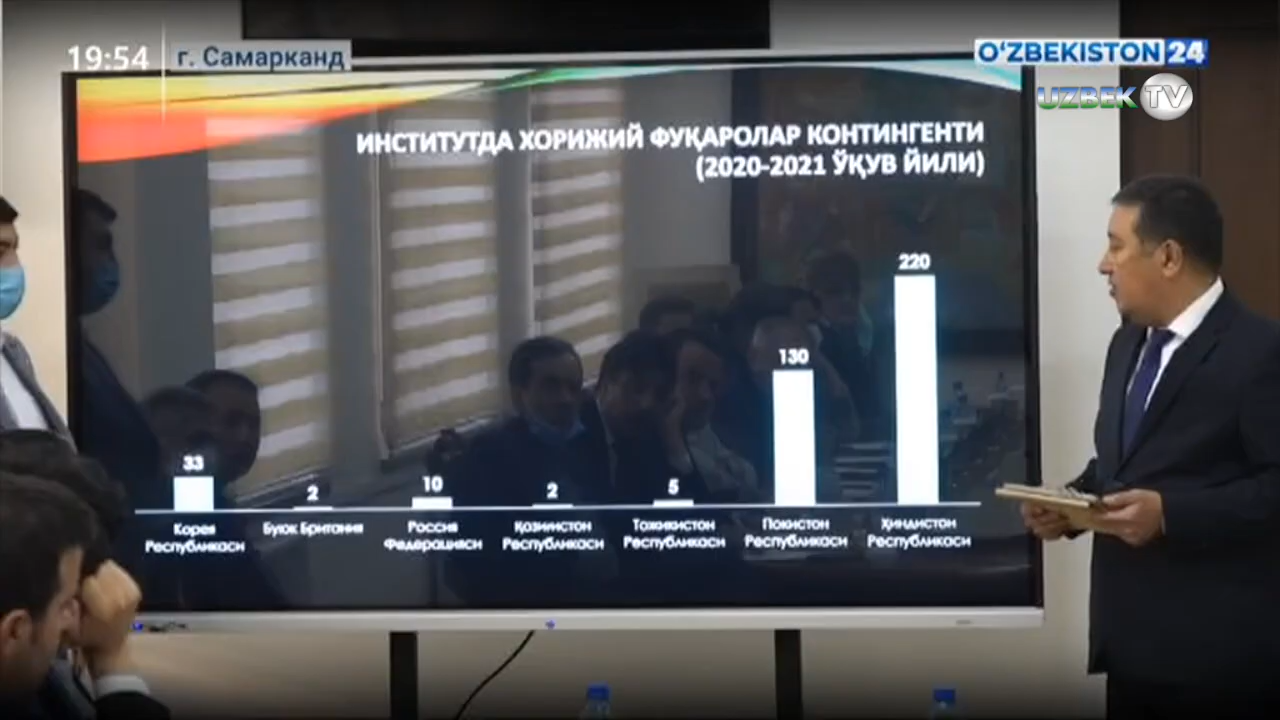 19:54
г. Самарканд
O‘ZBEKISTON 24
UZBEK TV
ИНСТИТУТДА ХОРИЖИЙ ФУҚАРОЛАР КОНТИНГЕНТИ
(2020-2021 ЎҚУВ ЙИЛИ)
33
2
10
2
5
130
220
Корея
Республикаси
Буюк Британия
Россия
Федерацияси
Қозиғистон
Республикаси
Тожикистон
Республикаси
Покистон
Республикаси
Ҳиндистон
Республикаси